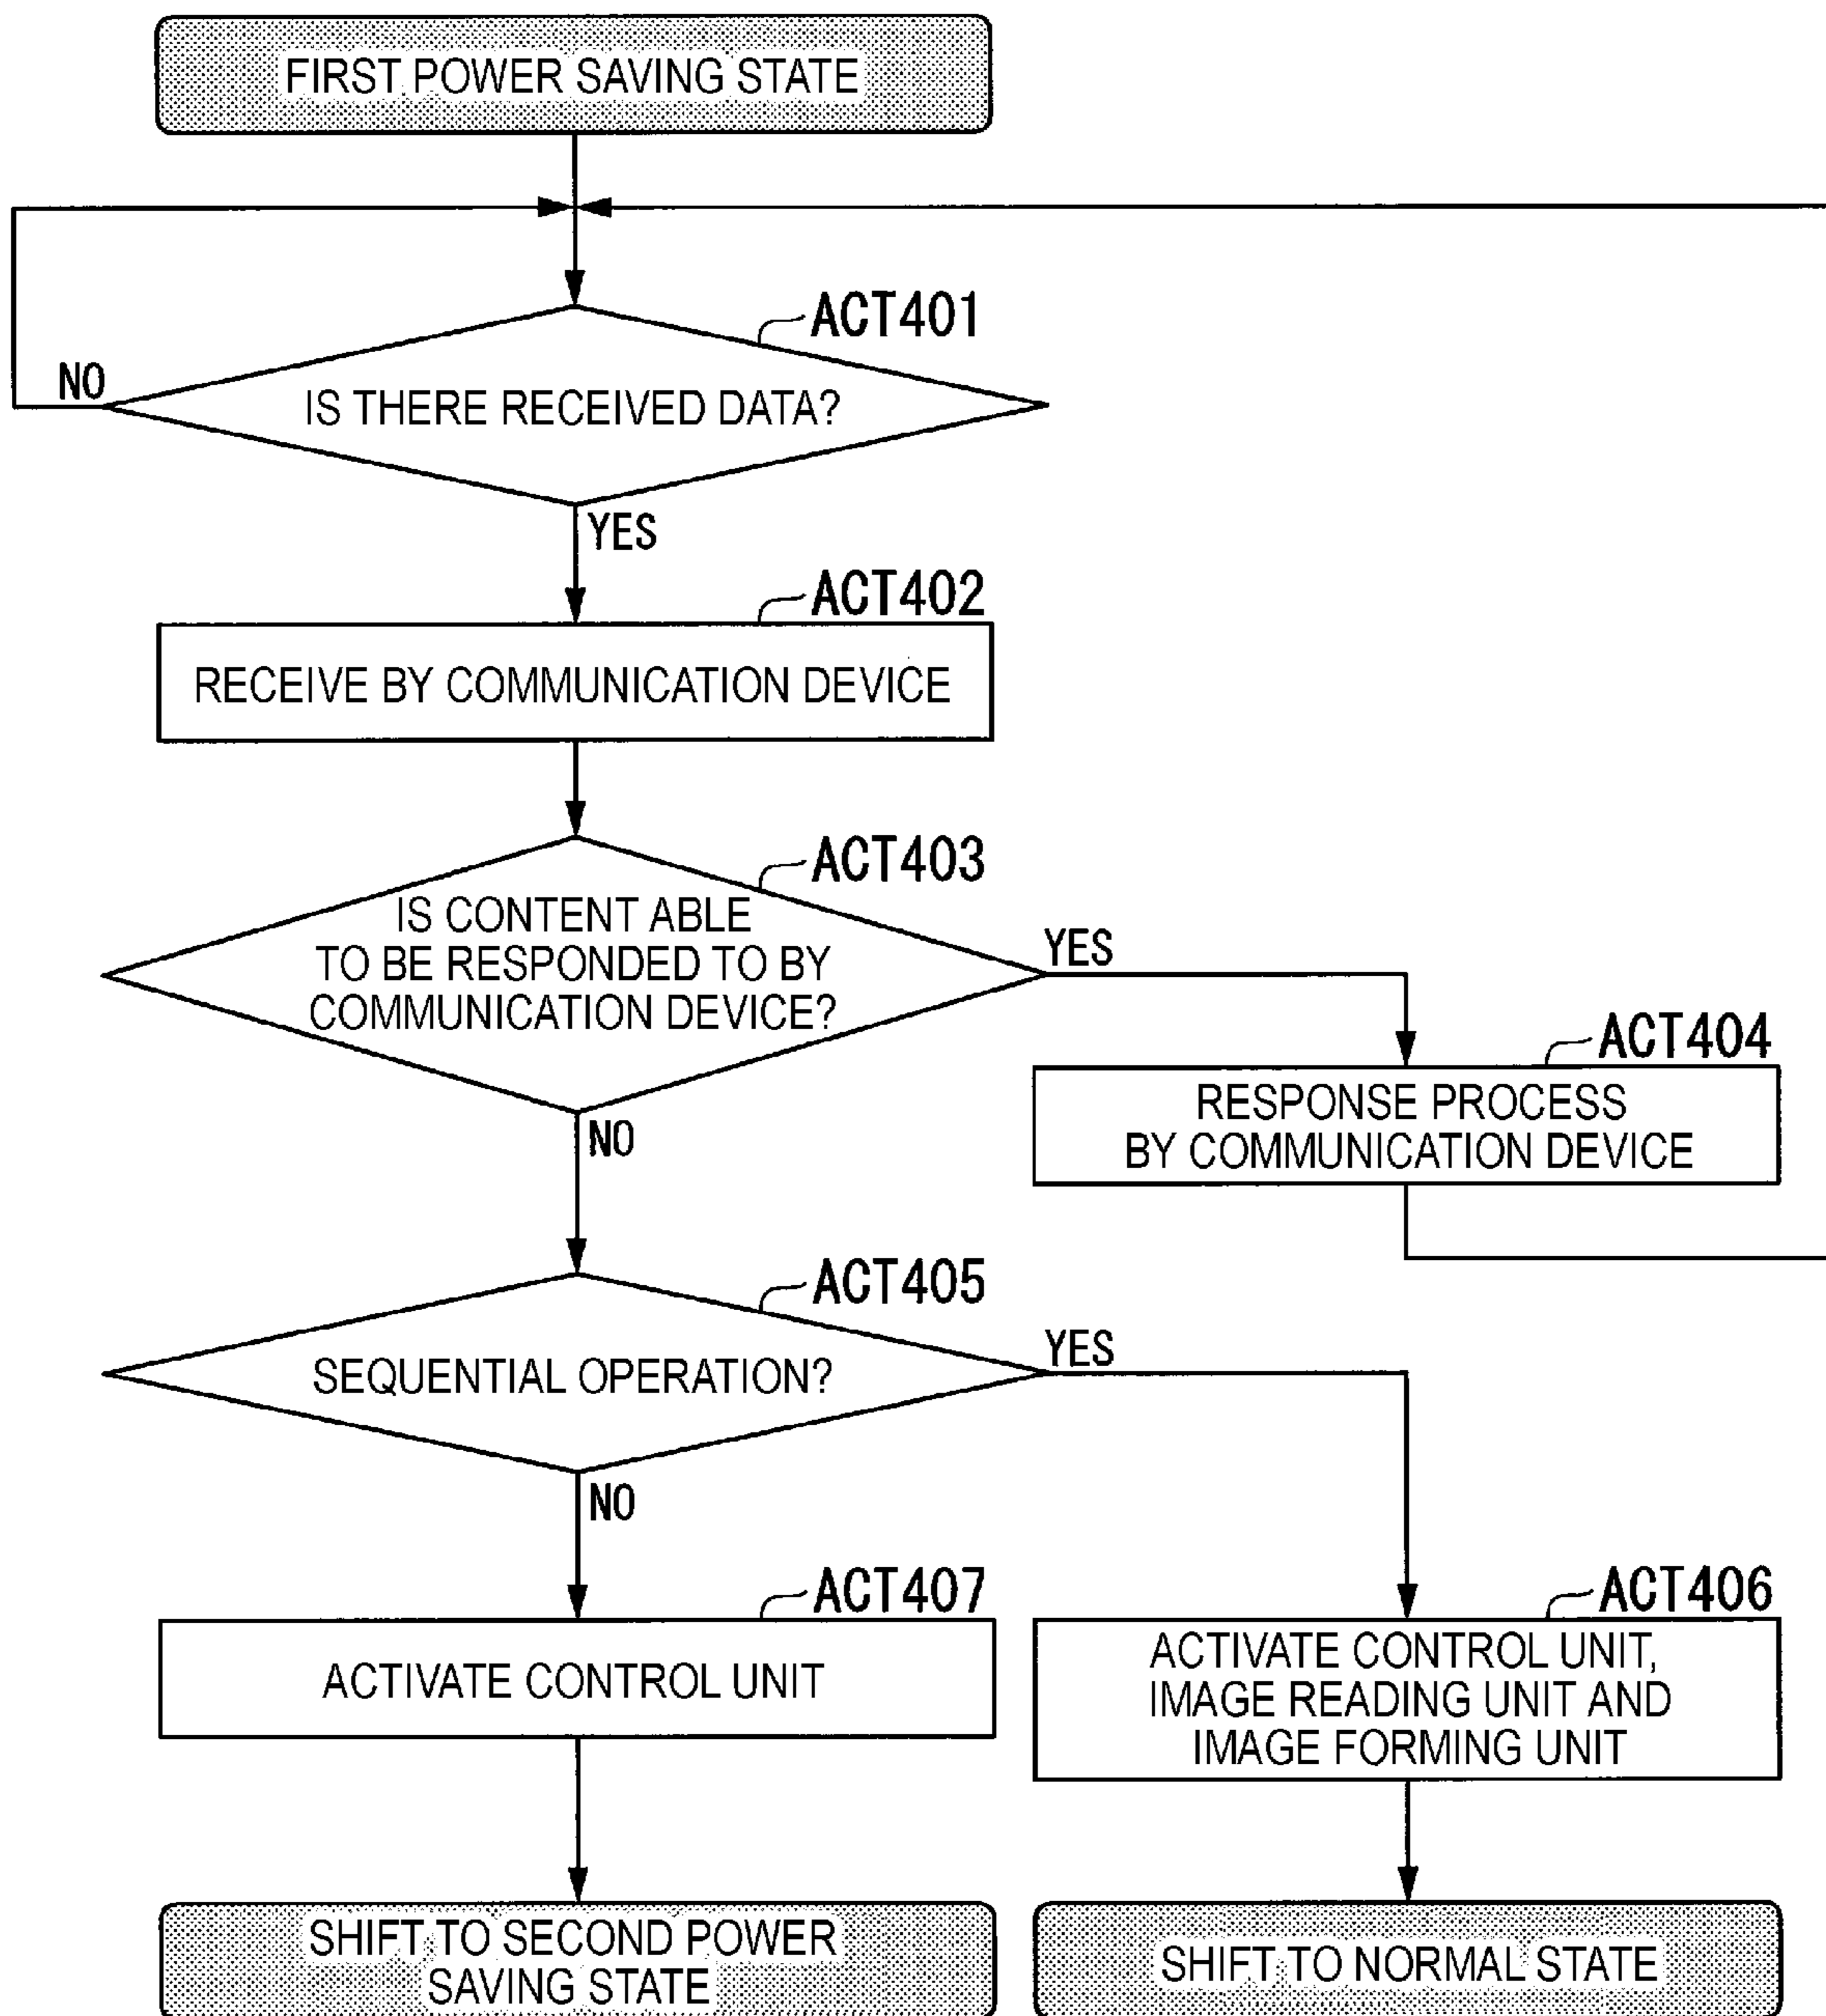 FIRST POWER SAVING STATE
ACT401
NO
IS THERE RECEIVED DATA?
YES
ACT402
RECEIVE BY COMMUNICATION DEVICE
ACT403
IS CONTENT ABLE
TO BE RESPONDED TO BY
COMMUNICATION DEVICE?
YES
NO
ACT404
RESPONSE PROCESS
BY COMMUNICATION DEVICE
ACT405
SEQUENTIAL OPERATION?
YES
NO
ACT407
ACTIVATE CONTROL UNIT
ACT406
ACTIVATE CONTROL UNIT,
IMAGE READING UNIT AND
IMAGE FORMING UNIT
SHIFT TO SECOND POWER
SAVING STATE
SHIFT TO NORMAL STATE